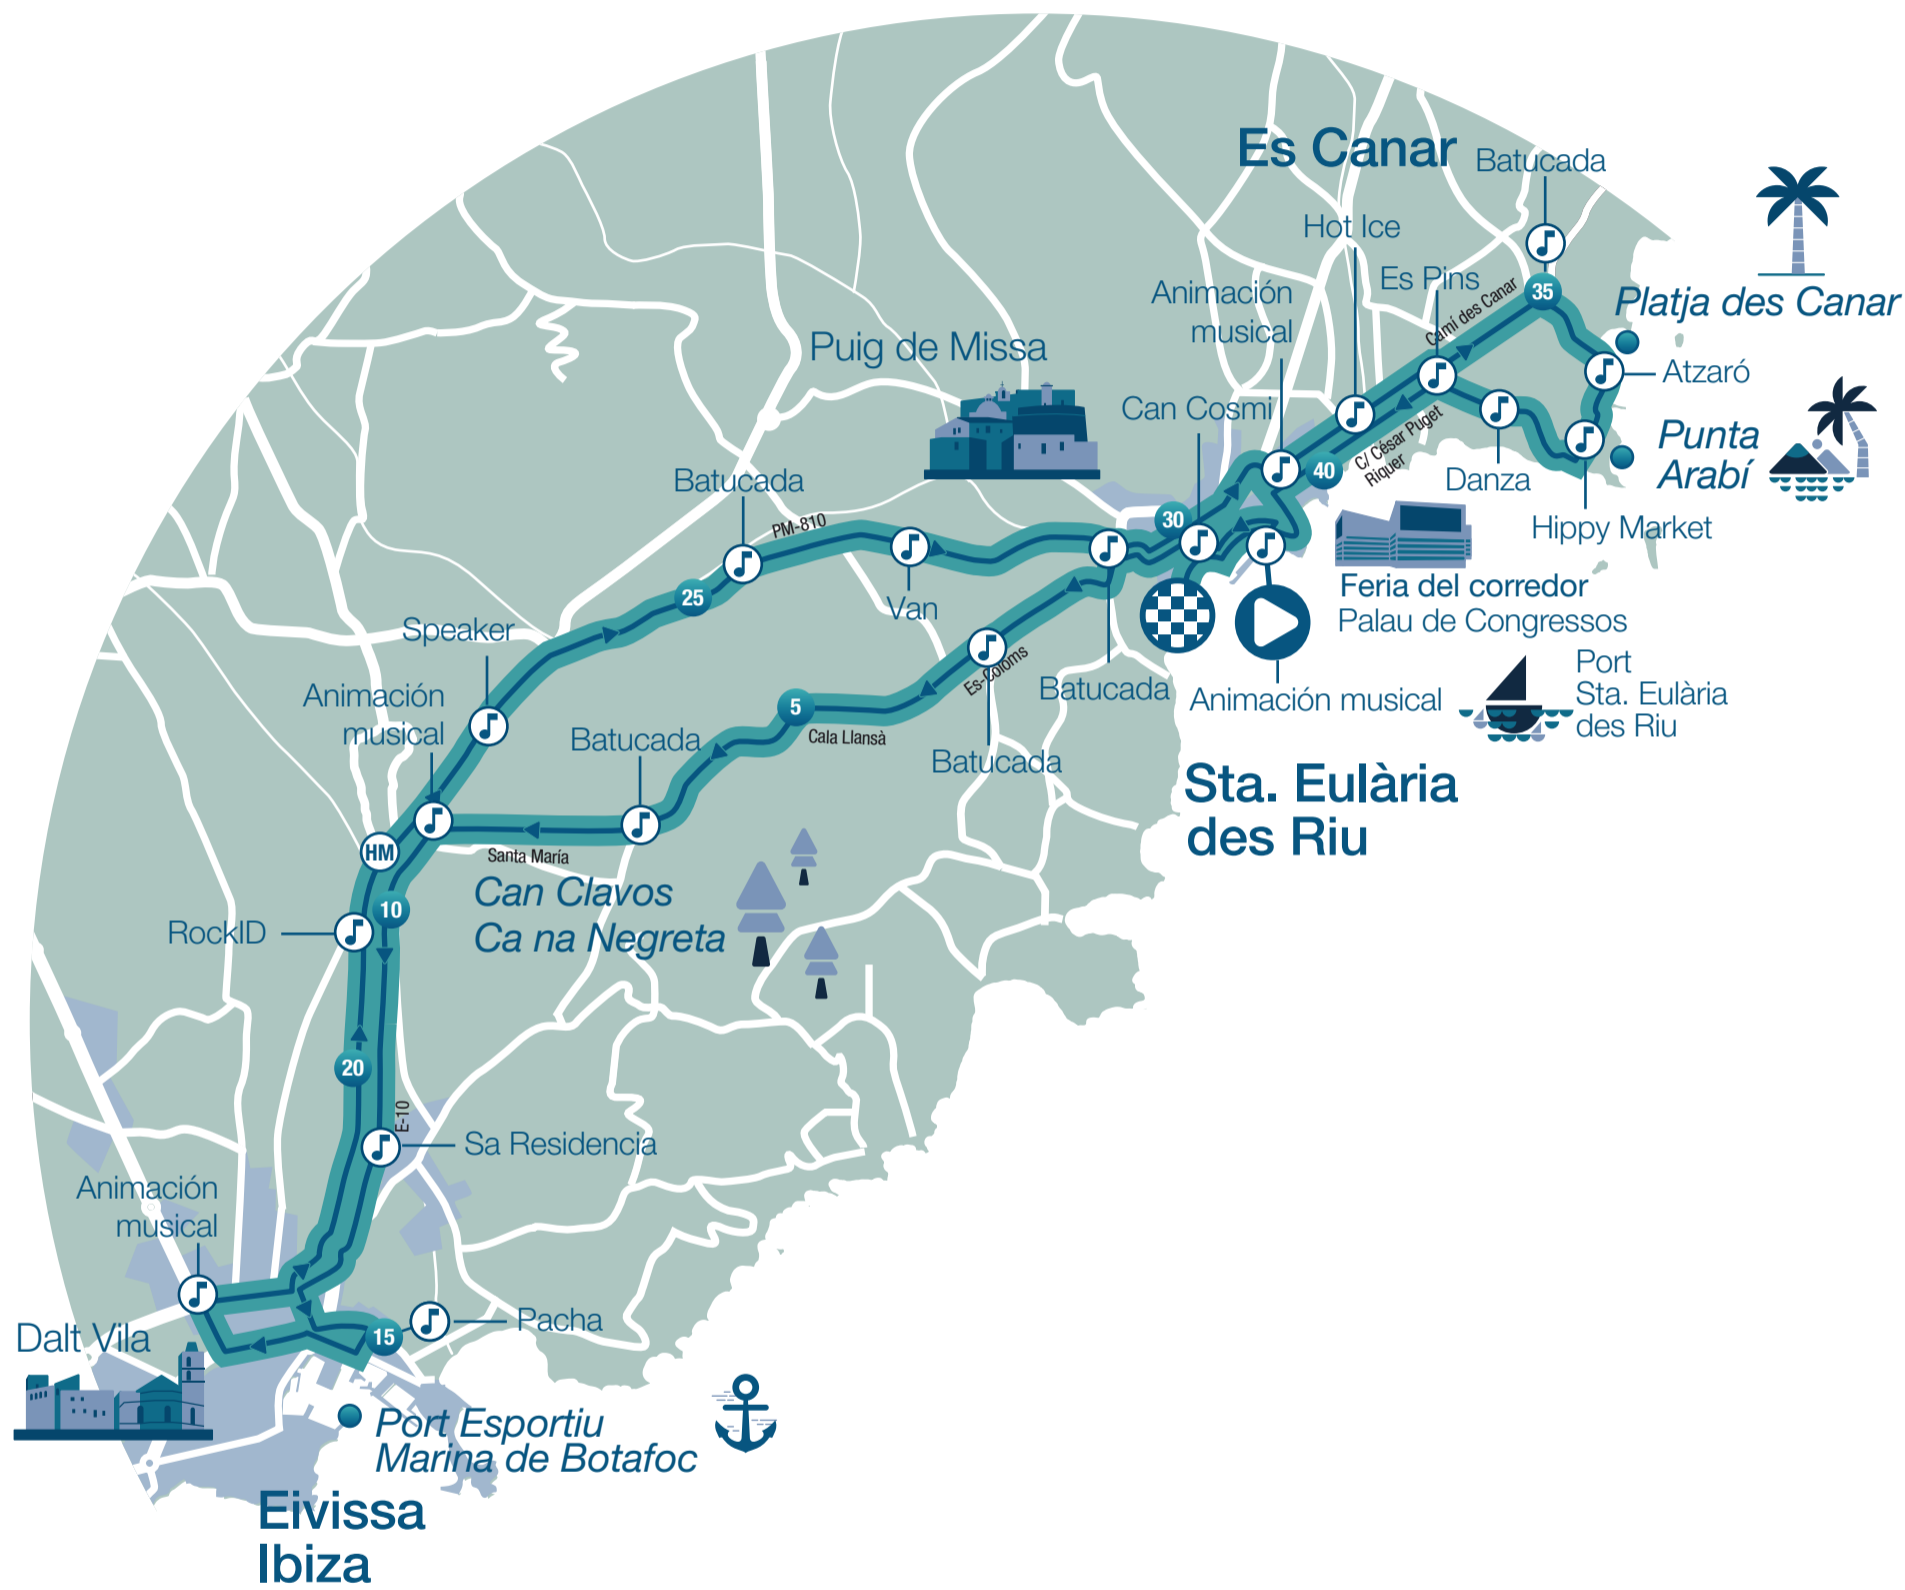 Es Canar
Batucada
Hot Ice
Es Pins
Camí des Canar
35
Platja des Canar
Animación
musical
Puig de Missa
Atzaró
Can Cosmi
C/ César Puget
Riquer
Punta
Arabí
40
Danza
Hippy Market
Batucada
PM-810
30
Feria del corredor
Palau de Congressos
25
Van
Speaker
Es-Coloms
Batucada
Animación musical
Port
Sta. Eulària
des Riu
Animación
musical
5
Cala Llansà
Batucada
Batucada
Sta. Eulària
des Riu
HM
Santa María
Can Clavos
Ca na Negreta
10
RockID
20
E-10
Sa Residencia
Animación
musical
Pacha
15
Dalt Vila
Port Esportiu
Marina de Botafoc
Eivissa
Ibiza